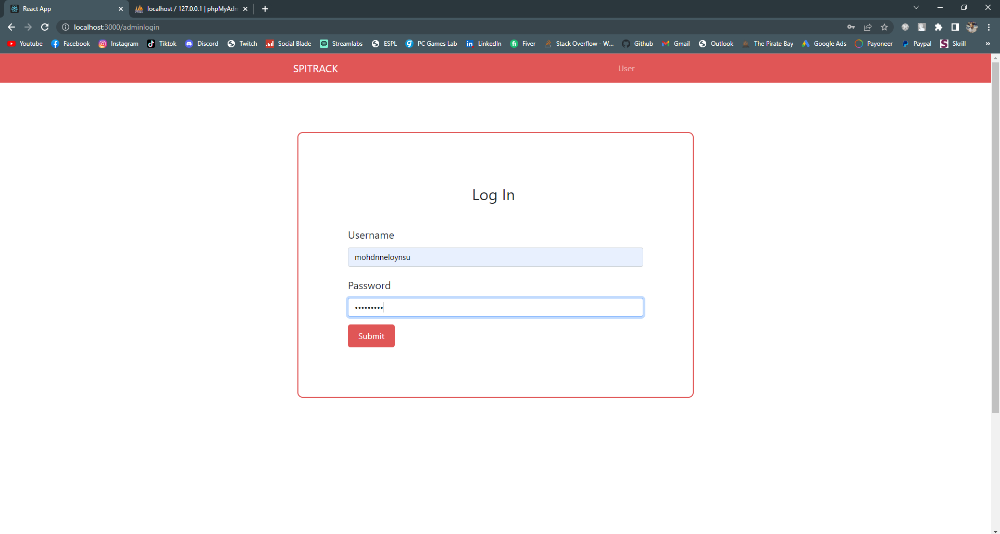 React App
localhost / 127.0.0.1 | phpMyAdm
localhost:3000/adminlogin
Youtube Facebook Instagram Tiktok Discord Twitch Social Blade Streamlabs ESPL PC Games Lab LinkedIn Fiver Stack Overflow - W... Github Gmail Outlook The Pirate Bay Google Ads Payoneer Paypal Skrill »
SPITRACK User
Log In
Username
mohdnneloynsu
Password
•••••••••
Submit